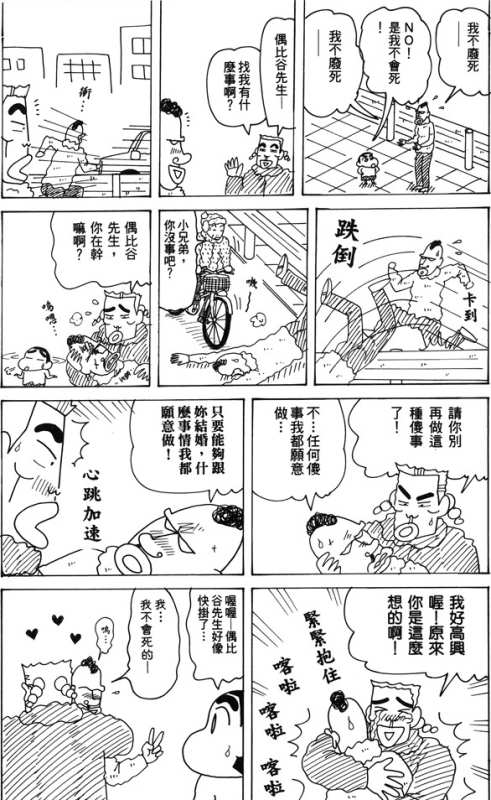 我不廢死
——
NO！
是我不會死
！
我不廢死
——
偶比谷先生—
找我有什
麼事啊？
衝…
卡到
跌倒
小兄弟，
你沒事吧？
偶比谷
先生，
你在幹
嘛啊？
請你別
再做這
種傻事
了！
不…任何傻
事我都願意
做…
只要能夠跟
妳結婚，什
麼事情我都
願意做！
心跳加速
我好高興
喔！原來
你是這麼
想的啊！
緊緊抱住
喀啦
喀啦
喀啦
喔喔—偶比
谷先生好像
快掛了…
我…
我不會死的—
嗚…